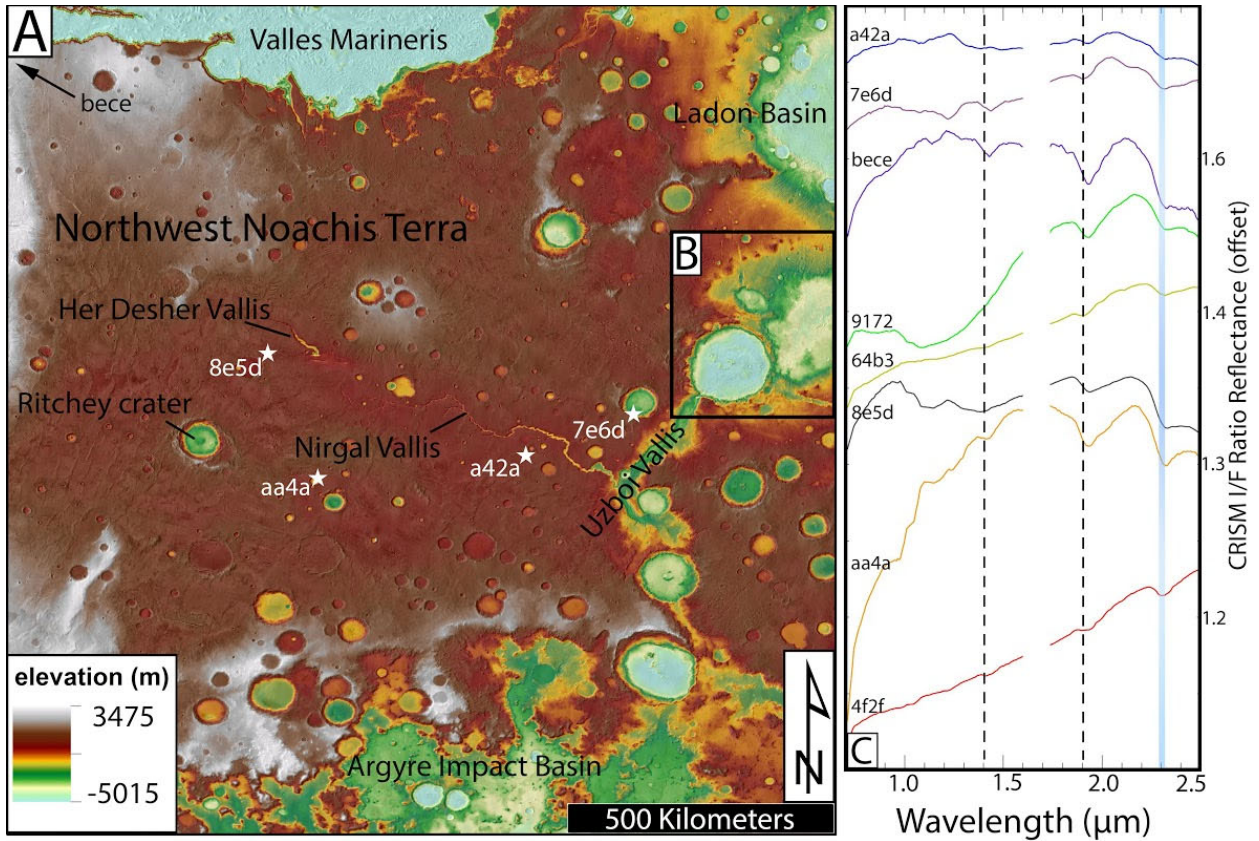 A
Valles Marineris
bece
Ladon Basin
Northwest Noachis Terra
B
Her Desher Vallis
8e5d
Ritchey crater
Nirgal Vallis
7e6d
a42a
aa4a
Uzboi Vallis
elevation (m)
3475
-5015
Argyre Impact Basin
N
500 Kilometers
a42a
7e6d
bece
9172
64b3
8e5d
aa4a
4f2f
C
1.6
1.4
1.3
1.2
CRISM I/F Ratio Reflectance (offset)
1.0
1.5
2.0
2.5
Wavelength (μm)